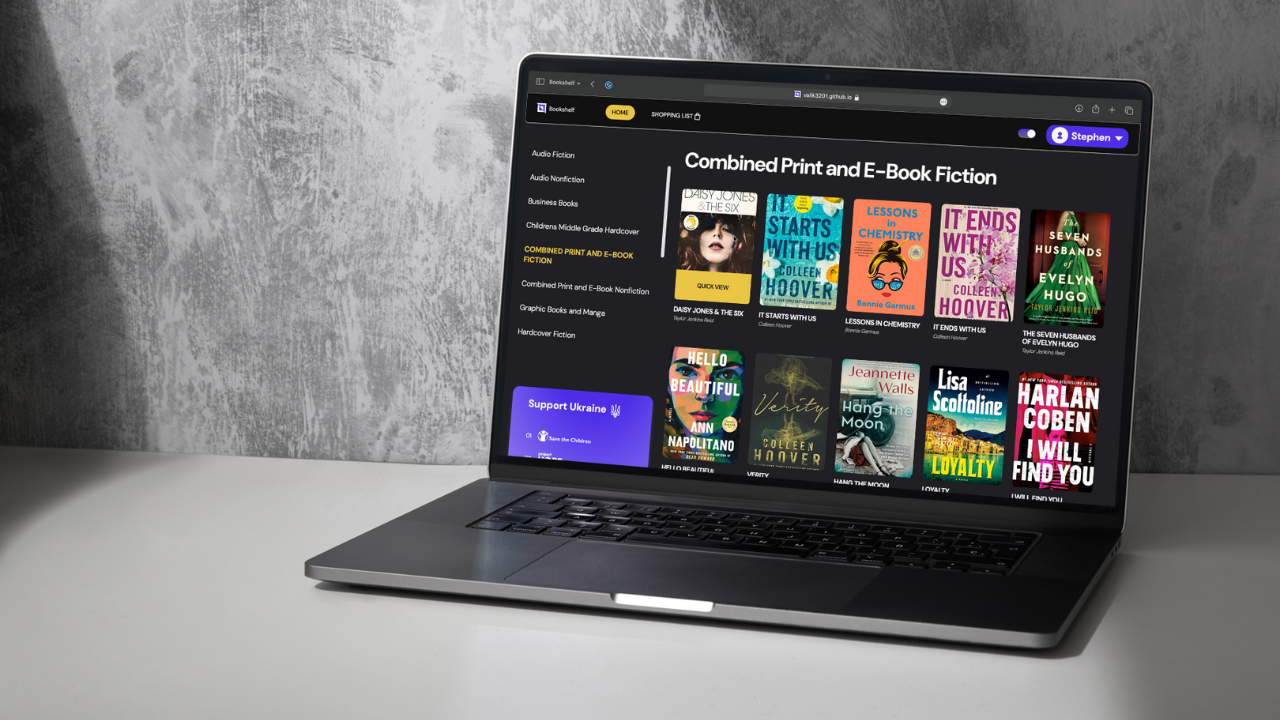 Bookshelf
valik3201.github.io
Bookshelf
HOME
SHOPPING LIST
Stephen
Audio Fiction
Audio Nonfiction
Business Books
Childrens Middle Grade Hardcover
COMBINED PRINT AND E-BOOK
FICTION
Combined Print and E-Book Nonfiction
Graphic Books and Manga
Hardcover Fiction
Support Ukraine
01
Save the Children
Combined Print and E-Book Fiction
DAISY JONES
& THE SIX
QUICK VIEW
DAISY JONES & THE SIX
Taylor Jenkins Reid
IT
STARTS
WITH US
COLLEEN
HOOVER
IT STARTS WITH US
Colleen Hoover
LESSONS
in
CHEMISTRY
Bonnie Garmus
LESSONS IN CHEMISTRY
Bonnie Garmus
IT ENDS
WITH
US
COLLEEN
HOOVER
IT ENDS WITH US
Colleen Hoover
The
SEVEN
HUSBANDS
of
EVELYN
HUGO
TAYLOR JENKINS REID
THE SEVEN HUSBANDS
OF EVELYN HUGO
Taylor Jenkins Reid
HELLO
BEAUTIFUL
ANN
NAPOLITANO
HELLO BEAUTIFUL
Verity
COLLEEN
HOOVER
VERITY
Jeannette
Walls
Hang the
Moon
HANG THE MOON
Lisa
Scottoline
LOYALTY
LOYALTY
HARLAN
COBEN
I WILL
FIND YOU
I WILL FIND YOU